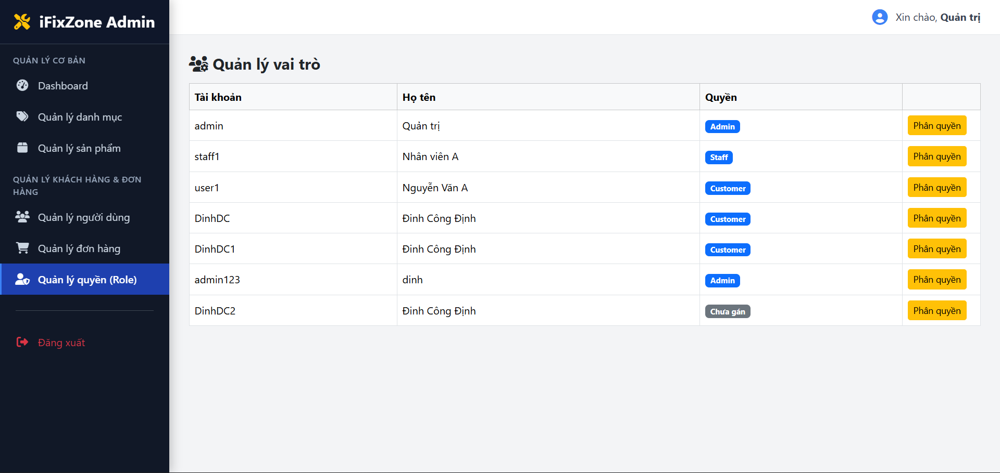 iFixZone Admin
Xin chào, Quản trị
QUẢN LÝ CƠ BẢN
Dashboard
Quản lý danh mục
Quản lý sản phẩm
QUẢN LÝ KHÁCH HÀNG & ĐƠN
HÀNG
Quản lý người dùng
Quản lý đơn hàng
Quản lý quyền (Role)
Đăng xuất
Quản lý vai trò
Tài khoản Họ tên Quyền
admin Quản trị Admin Phân quyền
staff1 Nhân viên A Staff Phân quyền
user1 Nguyễn Văn A Customer Phân quyền
DinhDC Đinh Công Định Customer Phân quyền
DinhDC1 Đinh Công Định Customer Phân quyền
admin123 dinh Admin Phân quyền
DinhDC2 Đinh Công Định Chưa gán Phân quyền